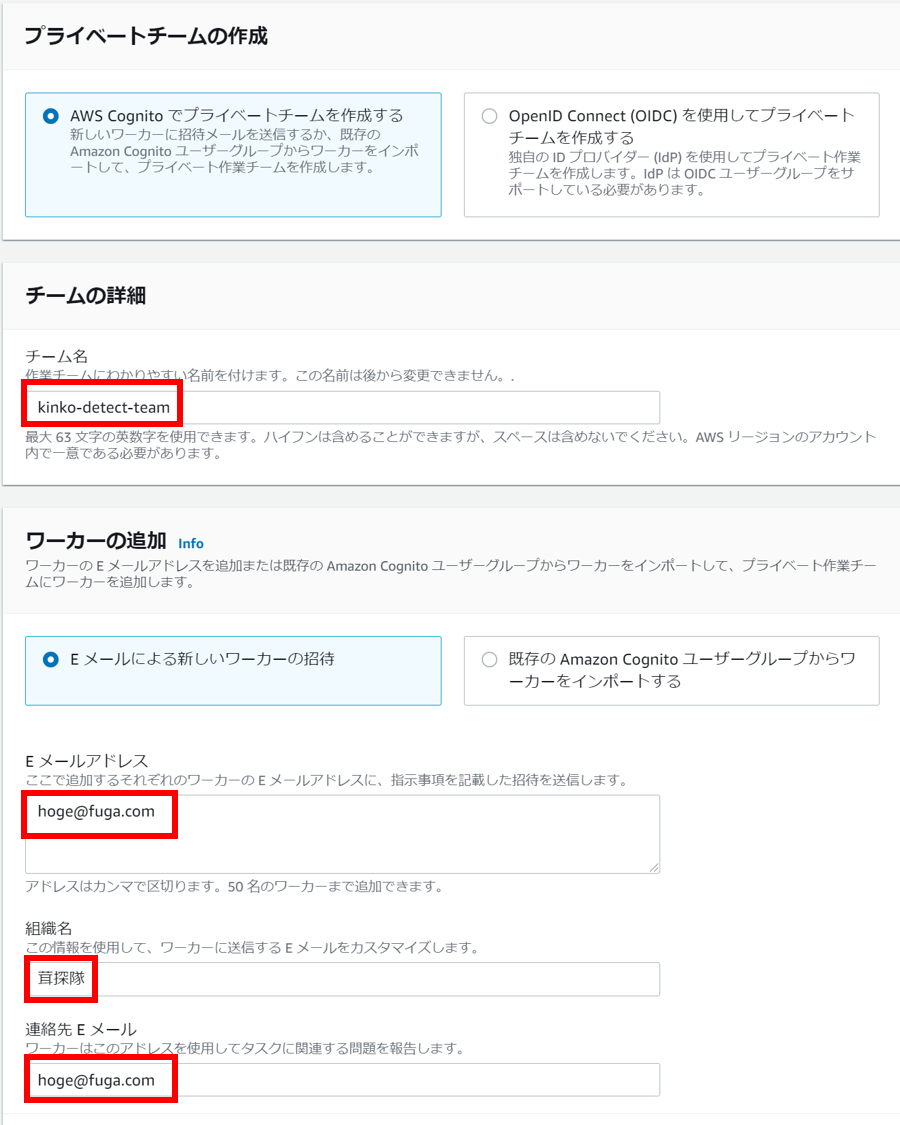 プライベートチームの作成
AWS Cognito でプライベートチームを作成する
新しいワーカーに招待メールを送信するか、既存の
Amazon Cognito ユーザーグループからワーカーをインポ
ートして、プライベート作業チームを作成します。
OpenID Connect (OIDC) を使用してプライベート
チームを作成する
独自の ID プロバイダー (IdP) を使用してプライベート作業
チームを作成します。IdP は OIDC ユーザーグループをサ
ポートしている必要があります。
チームの詳細
チーム名
作業チームにわかりやすい名前を付けます。この名前は後から変更できません。.
kinko-detect-team
最大 63 文字の英数字を使用できます。ハイフンは含めることができますが、スペースは含めないでください。AWS リージョンのアカウント
内で一意である必要があります。
ワーカーの追加 Info
ワーカーの E メールアドレスを追加または既存の Amazon Cognito ユーザーグループからワーカーをインポートして、プライベート作業チー
ムにワーカーを追加します。
E メールによる新しいワーカーの招待
既存の Amazon Cognito ユーザーグループからワ
ーカーをインポートする
E メールアドレス
ここで追加するそれぞれのワーカーの E メールアドレスに、指示事項を記載した招待を送信します。
hoge@fuga.com
アドレスはカンマで区切ります。50 名のワーカーまで追加できます。
組織名
この情報を使用して、ワーカーに送信する E メールをカスタマイズします。
茸探隊
連絡先 E メール
ワーカーはこのアドレスを使用してタスクに関連する問題を報告します。
hoge@fuga.com